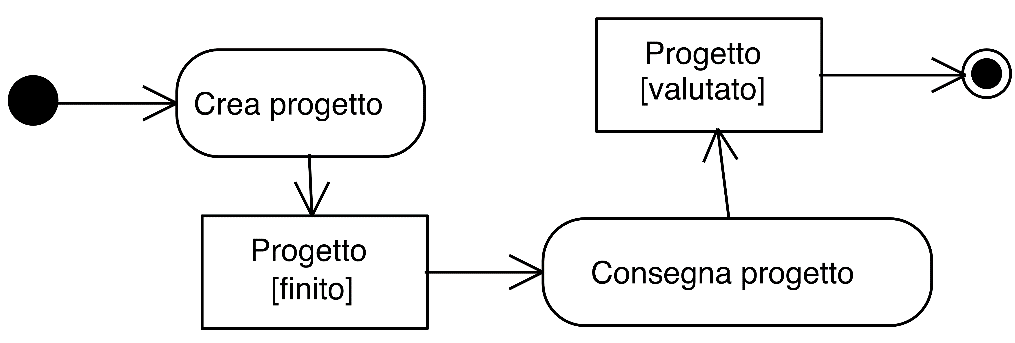 Crea progetto
Progetto
[finito]
Consegna progetto
Progetto
[valutato]